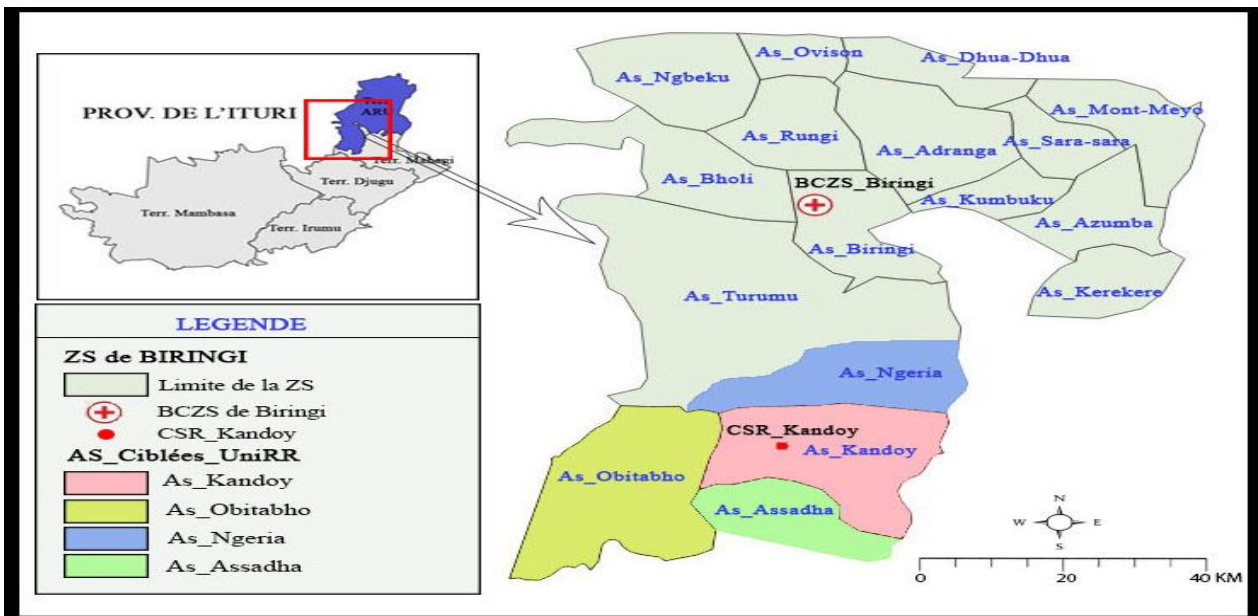 PROV. DE L'ITURI
ARU
Terr. Mahagi
Terr. Djugu
Terr. Mambasa
Terr. Irumu
LEGENDE
ZS de BIRINGI
Limite de la ZS
BCZS de Biringi
CSR_Kandoy
AS_Ciblées_UniRR
As_Kandoy
As_Obitabho
As_Ngeria
As_Assadha
As_Ovison
As_Dhua-Dhua
As_Ngbeku
As_Mont-Meyo
As_Rungi
As_Sara-sara
As_Adranga
As_Bholi
BCZS_Biringi
As_Kumbuku
As_Azumba
As_Biringi
As_Turumu
As_Kerekere
As_Ngeria
CSR_Kandoy
As_Kandoy
As_Obitabho
As_Assadha
N
W E
S
0 20 40 KM